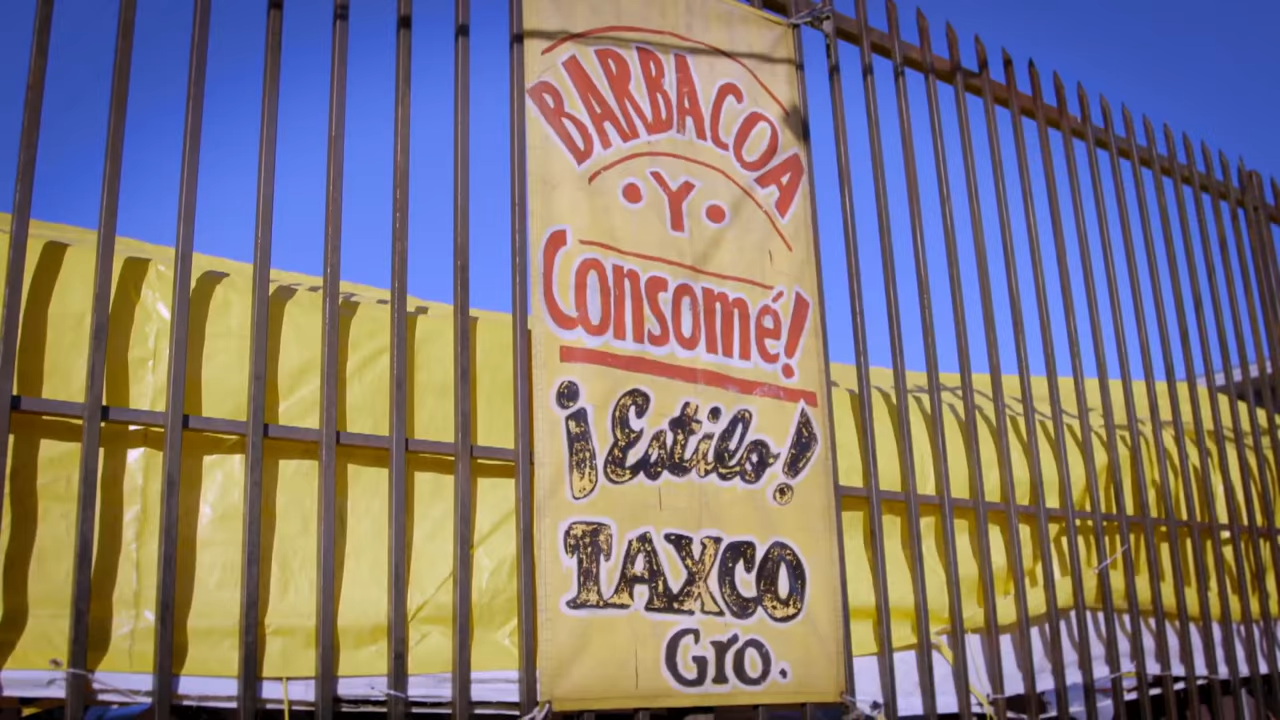 BARBACOA
• Y •
Consomé!
¡Estilo!
TAXCO
Gro.